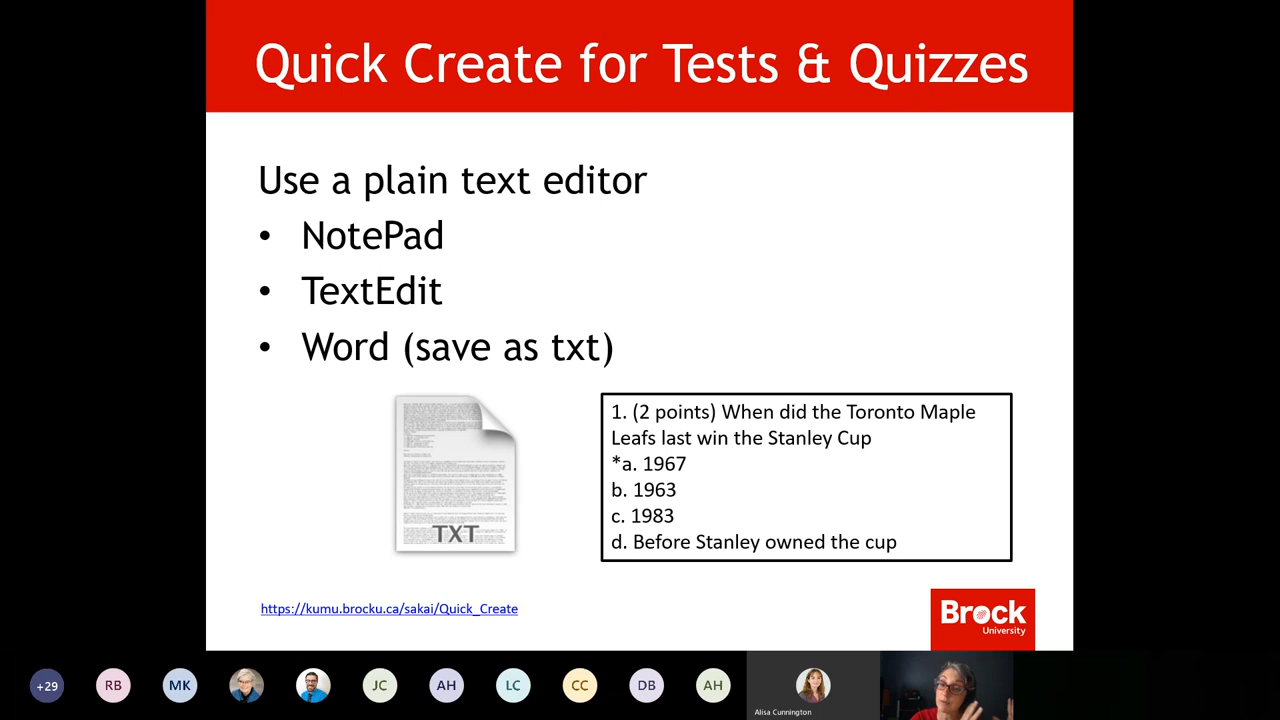 Quick Create for Tests & Quizzes
Use a plain text editor
• NotePad
• TextEdit
• Word (save as txt)
1. (2 points) When did the Toronto Maple
Leafs last win the Stanley Cup
*a. 1967
b. 1963
c. 1983
d. Before Stanley owned the cup
TXT
https://kumu.brocku.ca/sakai/Quick_Create
Brock
University
+29
RB
MK
JC
AH
LC
CC
DB
AH
Alisa Cunnington